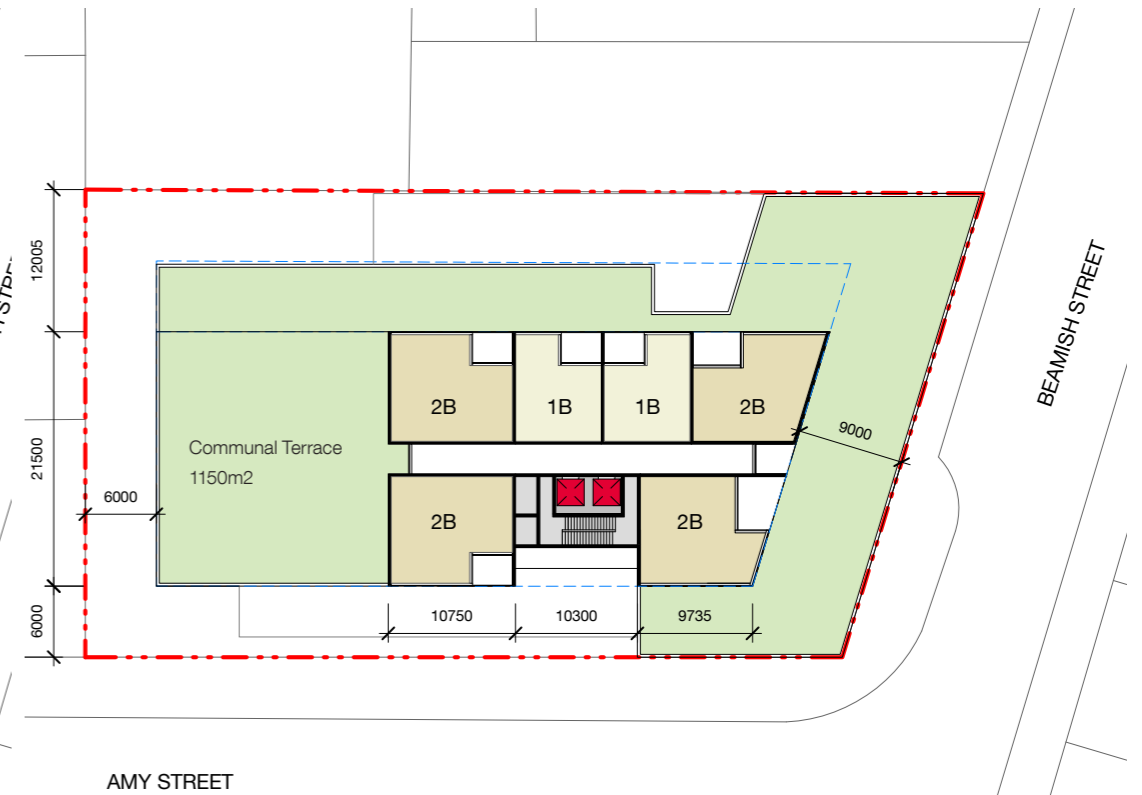 12005
BEAMISH STREET
2B
1B
1B
2B
9000
Communal Terrace
1150m2
21500
6000
2B
2B
6000
10750
10300
9735
AMY STREET